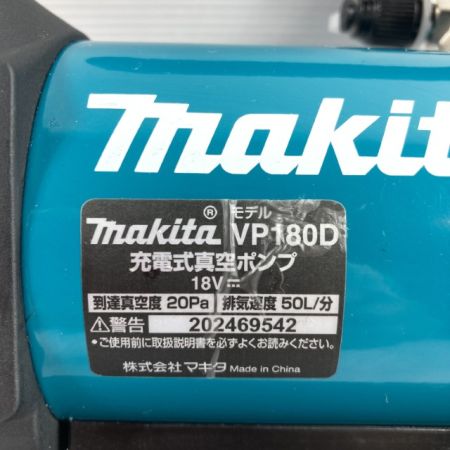 makit
makita® モデル VP180D
充電式真空ポンプ
18V⎓
到達真空度 20Pa 排気速度 50L/分
⚠警告 202469542
•ご使用前に取扱説明書を必ずよくお読みください。
株式会社マキタ Made in China